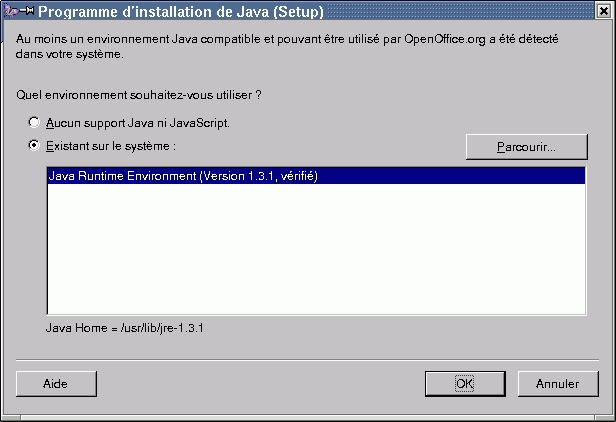 Programme d'installation de Java (Setup)
Au moins un environnement Java compatible et pouvant être utilisé par OpenOffice.org a été détecté
dans votre système.
Quel environnement souhaitez-vous utiliser ?
Aucun support Java ni JavaScript.
Existant sur le système :
Parcourir...
Java Runtime Environment (Version 1.3.1, vérifié)
Java Home = /usr/lib/jre-1.3.1
Aide
OK
Annuler